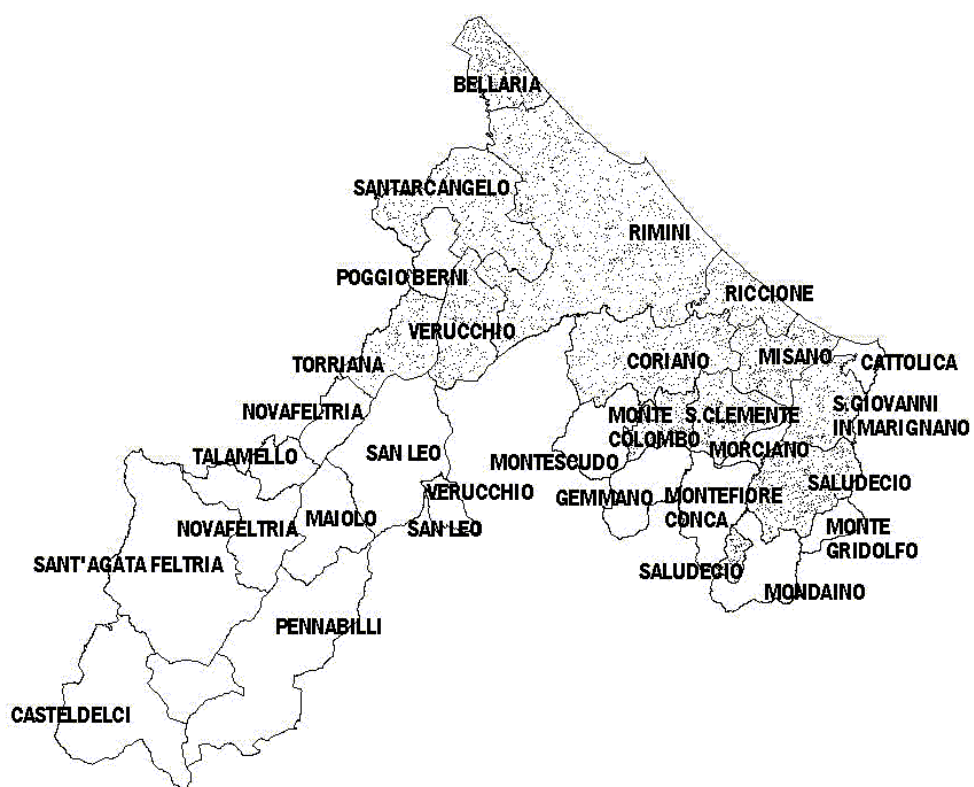 BELLARIA
SANTARCANGELO
RIMINI
POGGIO BERNI
RICCIONE
VERUCCHIO
TORRIANA
CORIANO
MISANO
CATTOLICA
NOVAFELTRIA
MONTE
COLOMBO
S.CLEMENTE
S.GIOVANNI
IN MARIGNANO
TALAMELLO
SAN LEO
MONTESCUDO
MORCIANO
VERUCCHIO
GEMMANO
MONTEFIORE
CONCA
SALUDECIO
NOVAFELTRIA
MAIOLO
SAN LEO
MONTE
GRIDOLFO
SANT'AGATA FELTRIA
SALUDECIO
MONDAINO
PENNABILLI
CASTELDELCI